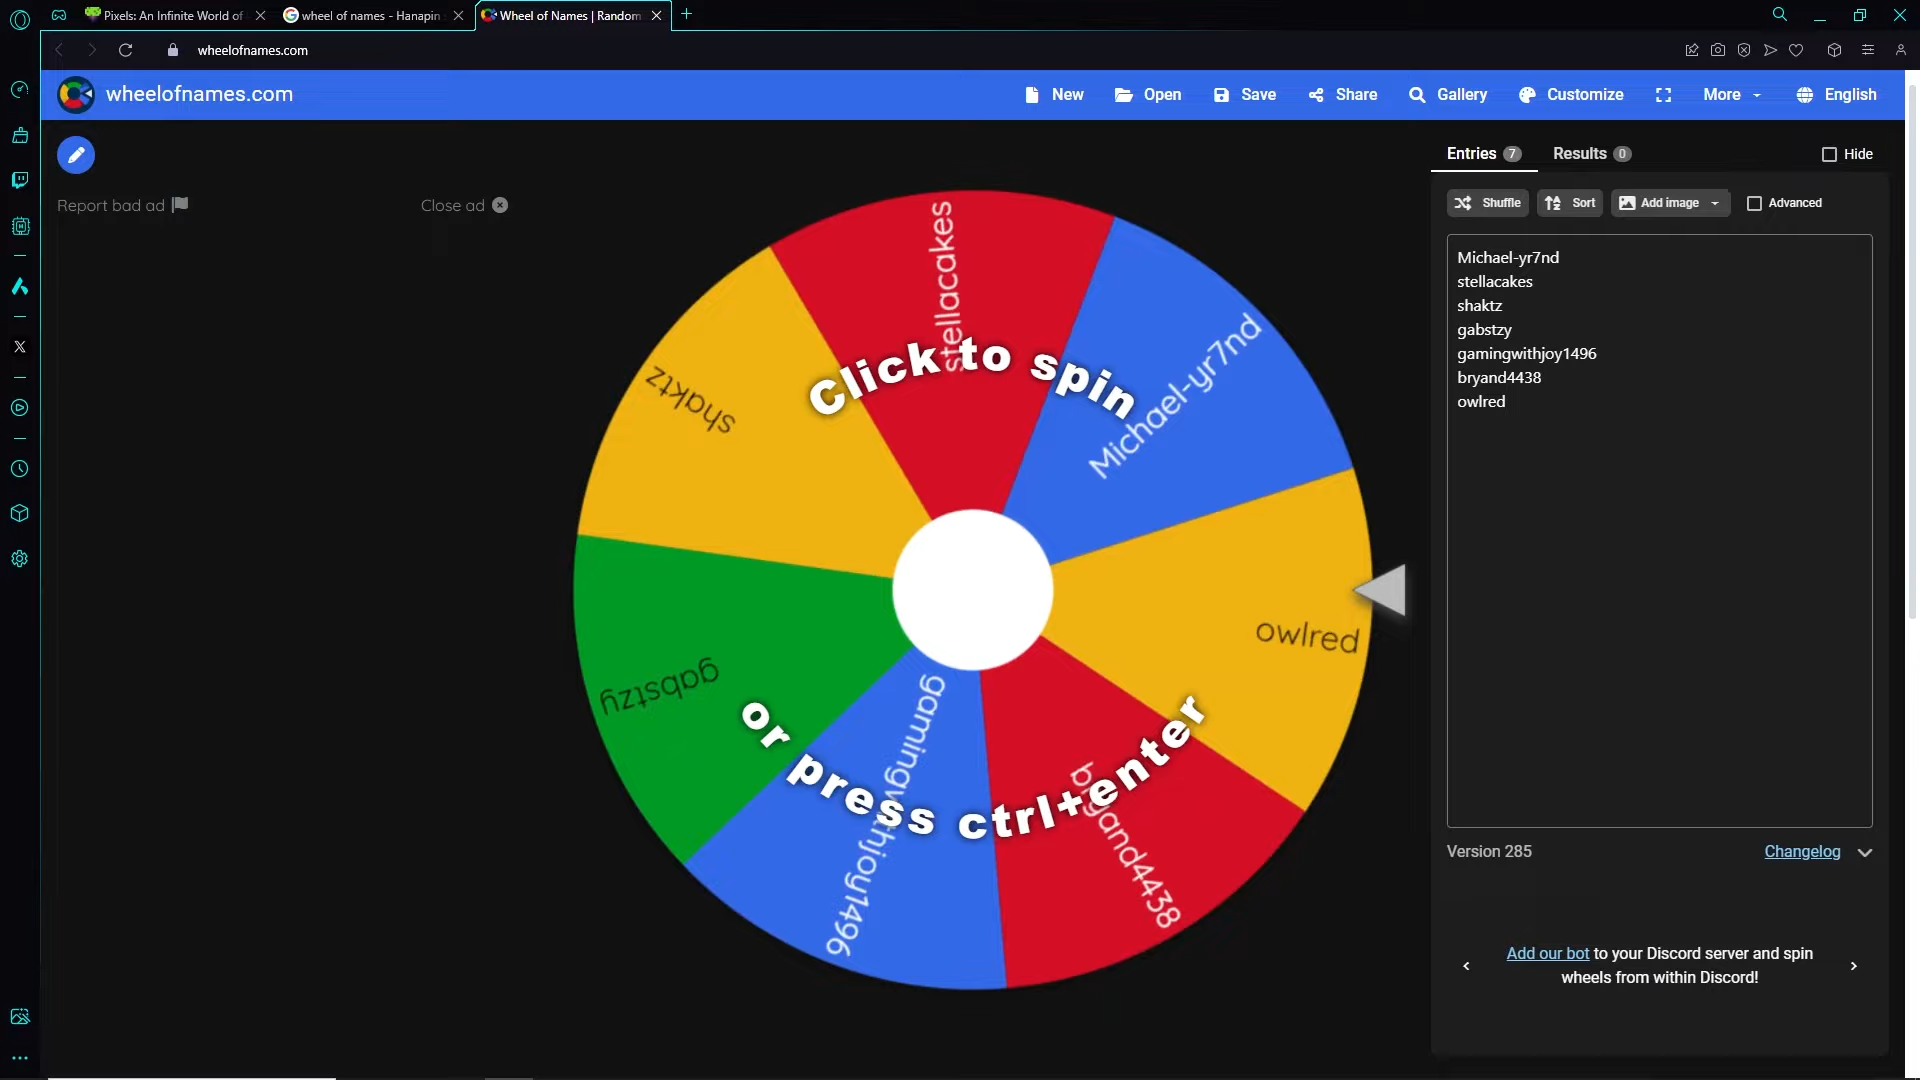 Pixels: An Infinite World of
wheel of names - Hanapin
Wheel of Names | Random
wheelofnames.com
wheelofnames.com
New
Open
Save
Share
Gallery
Customize
More
English
Report bad ad
Close ad
stellacakes
Michael-yr7nd
owlred
bryand4438
gamingwithjoy1496
gabstzy
shaktz
Click to spin
or press ctrl+enter
Entries 7
Results 0
Hide
Shuffle
Sort
Add image
Advanced
Michael-yr7nd
stellacakes
shaktz
gabstzy
gamingwithjoy1496
bryand4438
owlred
Version 285
Changelog
Add our bot to your Discord server and spin
wheels from within Discord!